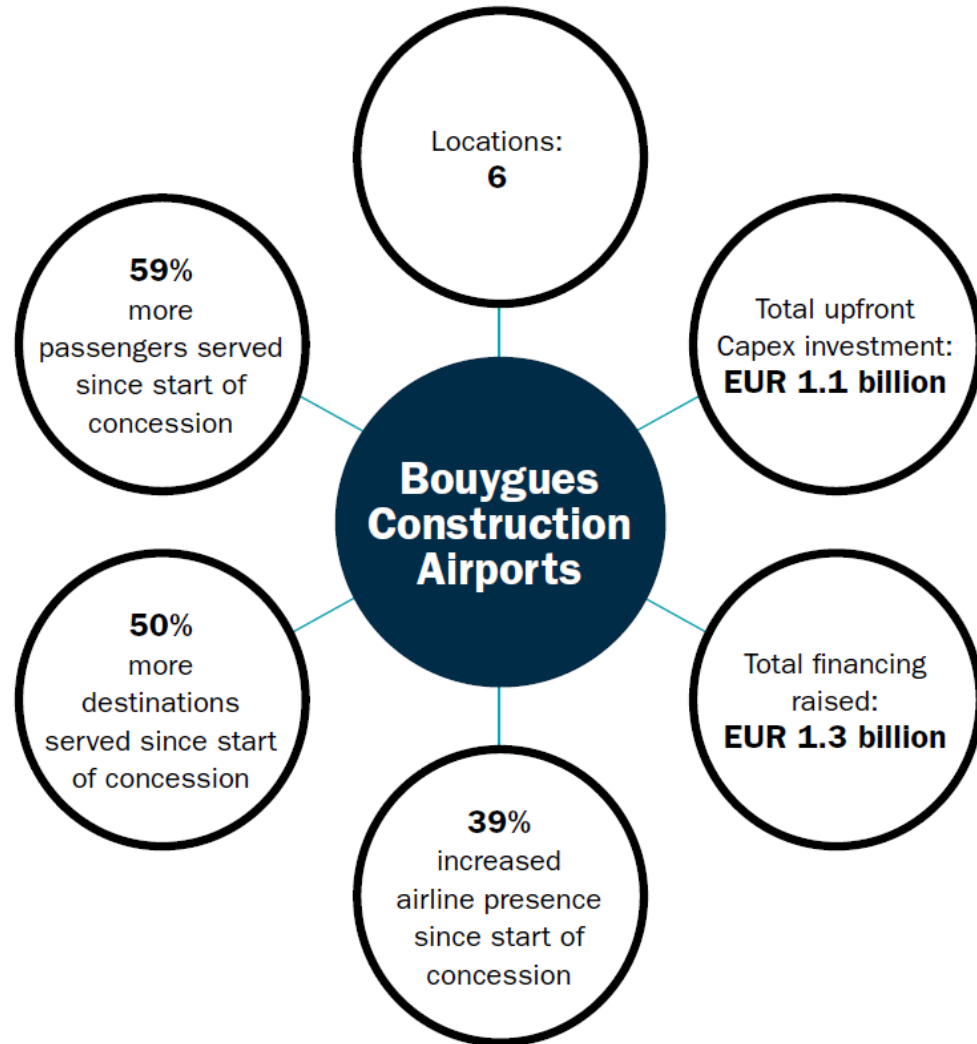 Locations:
6
59%
more
passengers served
since start of
concession
Total upfront
Capex investment:
EUR 1.1 billion
Bouygues
Construction
Airports
50%
more
destinations
served since start
of concession
Total financing
raised:
EUR 1.3 billion
39%
increased
airline presence
since start of
concession